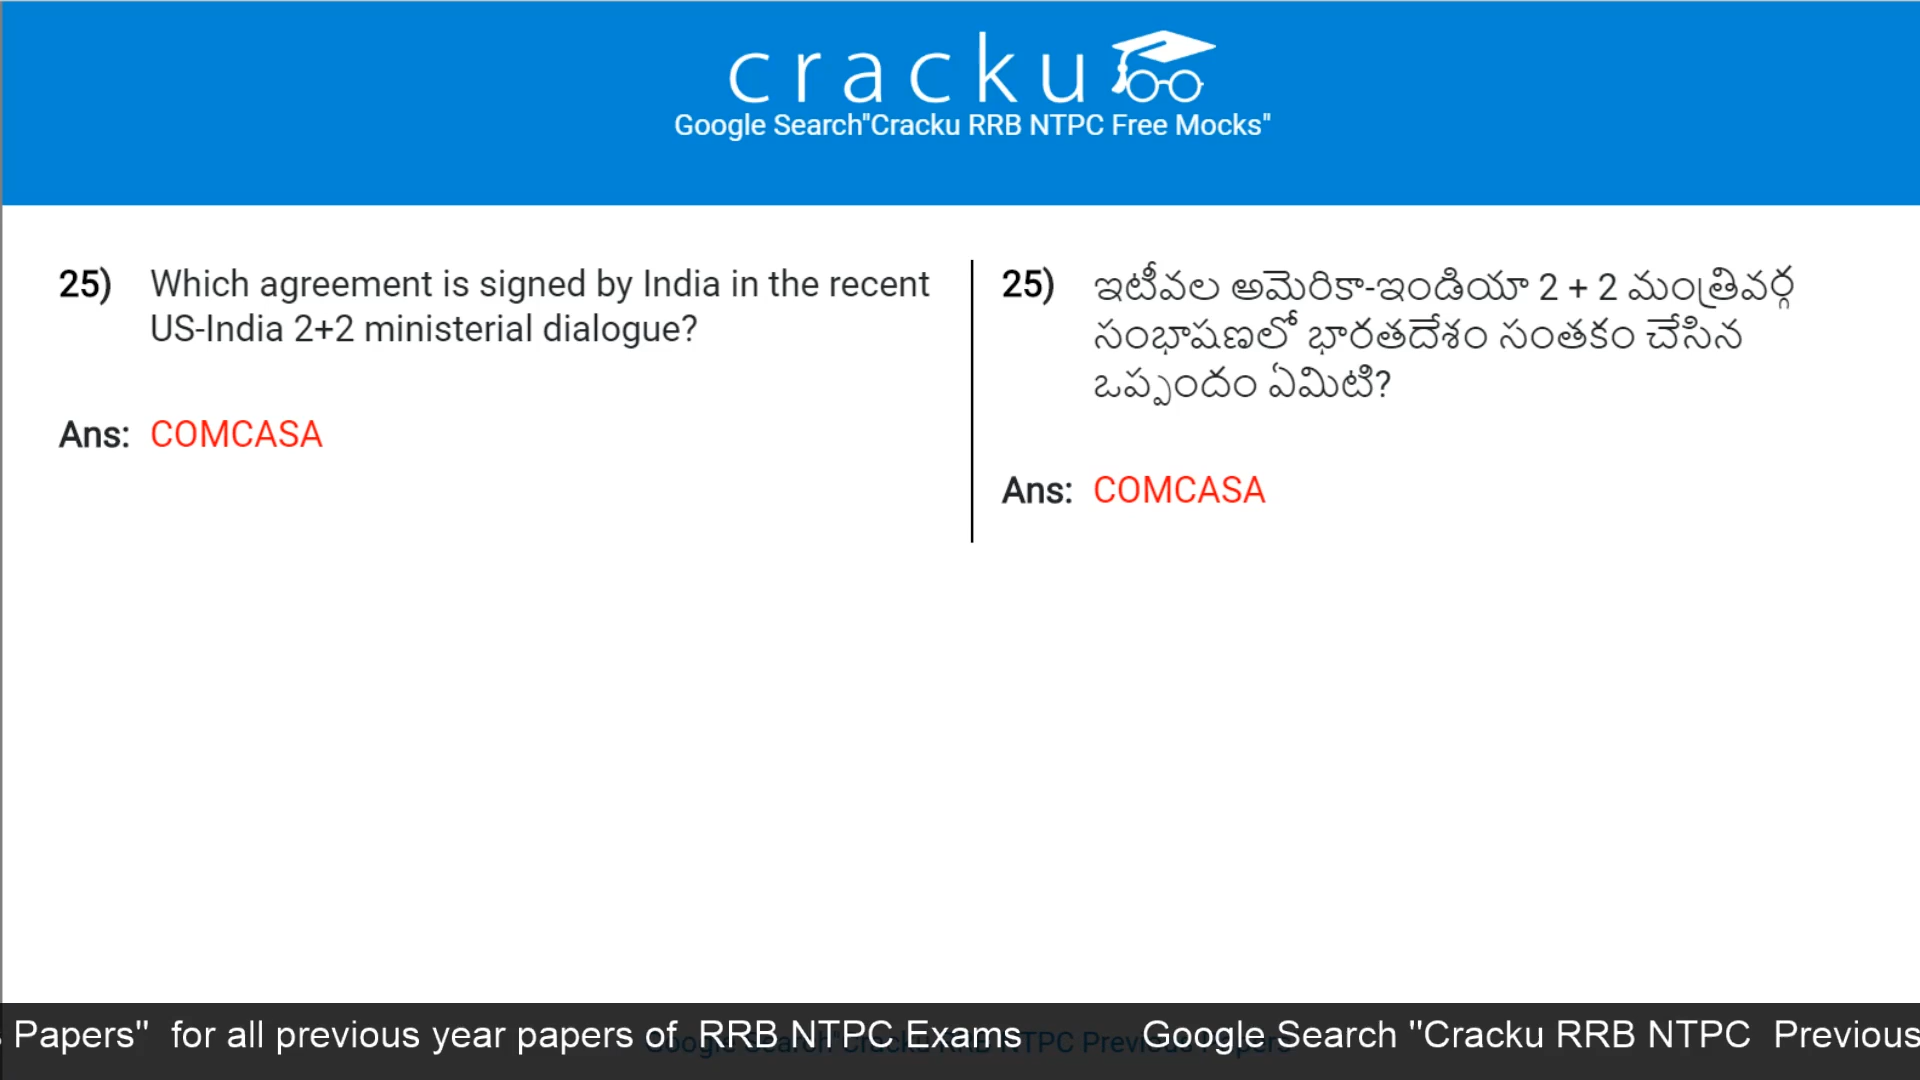 cracku
Google Search"Cracku RRB NTPC Free Mocks"
25) Which agreement is signed by India in the recent
US-India 2+2 ministerial dialogue?
Ans: COMCASA
25) ఇటీవల అమెరికా-ఇండియా 2 + 2 మంత్రివర్గ
సంభాషణలో భారతదేశం సంతకం చేసిన
ఒప్పందం ఏమిటి?
Ans: COMCASA
Papers" for all previous year papers of RRB NTPC Exams Google Search "Cracku RRB NTPC Previous